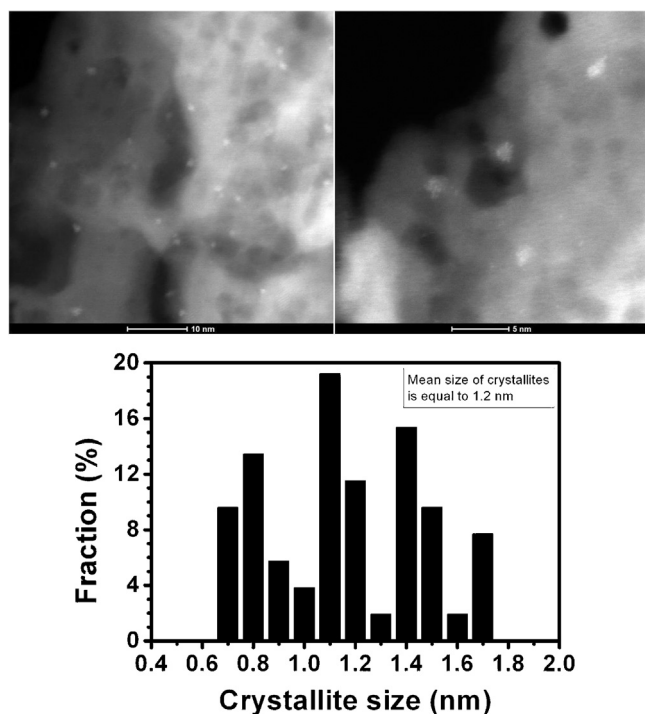 10 nm
5 nm
20
16
12
8
4
0
Fraction (%)
Mean size of crystallites
is equal to 1.2 nm
0.4 0.6 0.8 1.0 1.2 1.4 1.6 1.8 2.0
Crystallite size (nm)